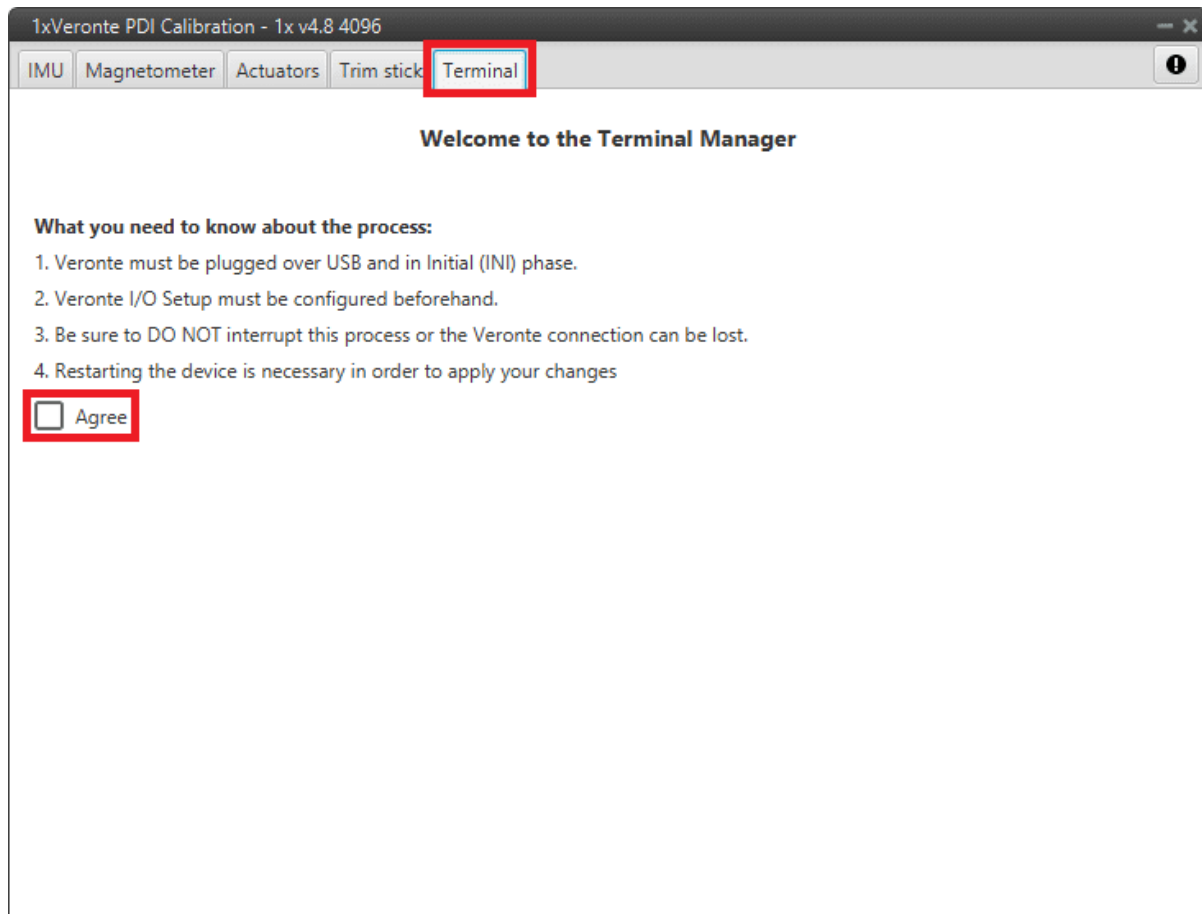 1xVeronte PDI Calibration - 1x v4.8 4096
IMU Magnetometer Actuators Trim stick Terminal
Welcome to the Terminal Manager
What you need to know about the process:
1. Veronte must be plugged over USB and in Initial (INI) phase.
2. Veronte I/O Setup must be configured beforehand.
3. Be sure to DO NOT interrupt this process or the Veronte connection can be lost.
4. Restarting the device is necessary in order to apply your changes
Agree